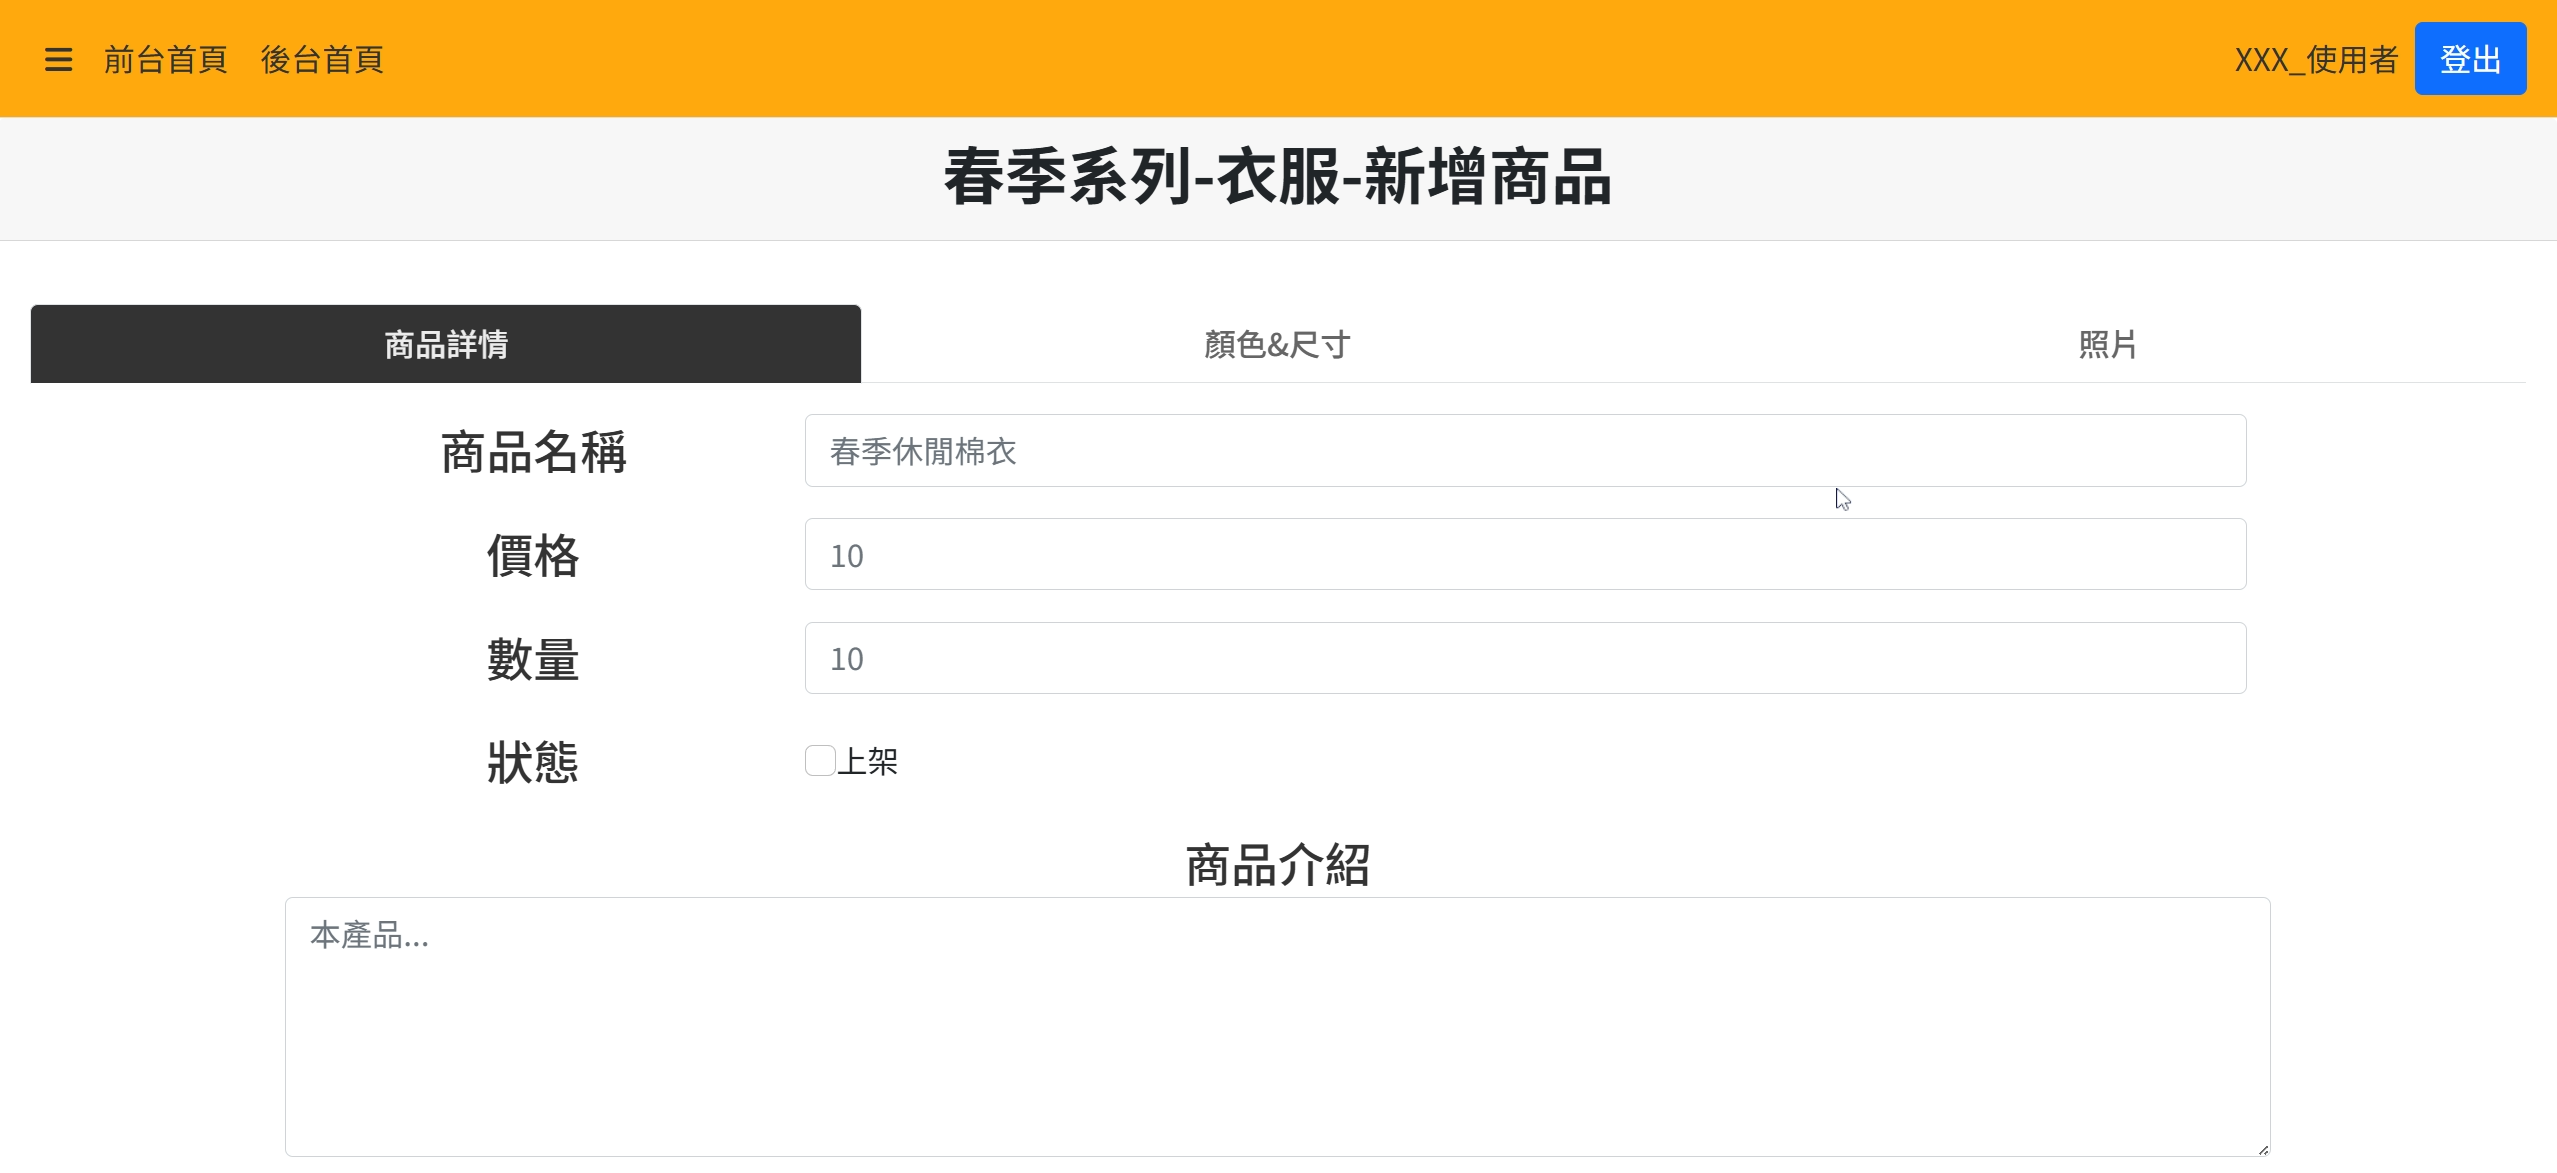 前台首頁 後台首頁 XXX_使用者 登出
春季系列-衣服-新增商品
商品詳情 顏色&尺寸 照片
商品名稱 春季休閒棉衣
價格 10
數量 10
狀態 上架
商品介紹
本產品...